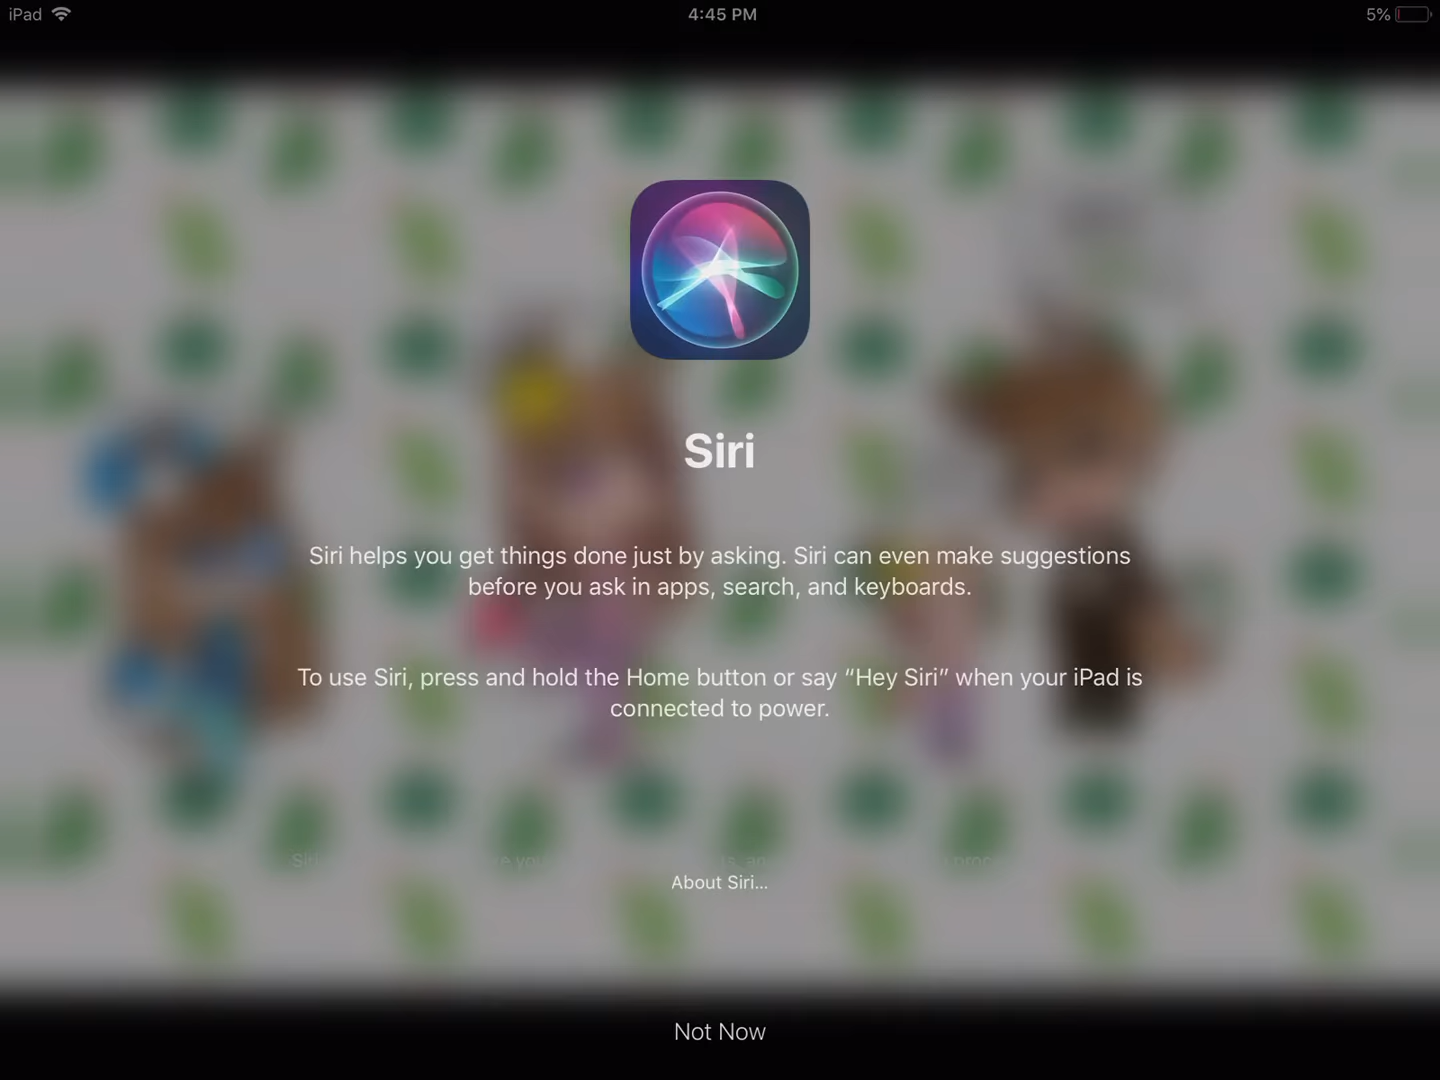 iPad
4:45 PM
5%
Siri
Siri helps you get things done just by asking. Siri can even make suggestions
before you ask in apps, search, and keyboards.
To use Siri, press and hold the Home button or say “Hey Siri” when your iPad is
connected to power.
Siri
About Siri...
Not Now